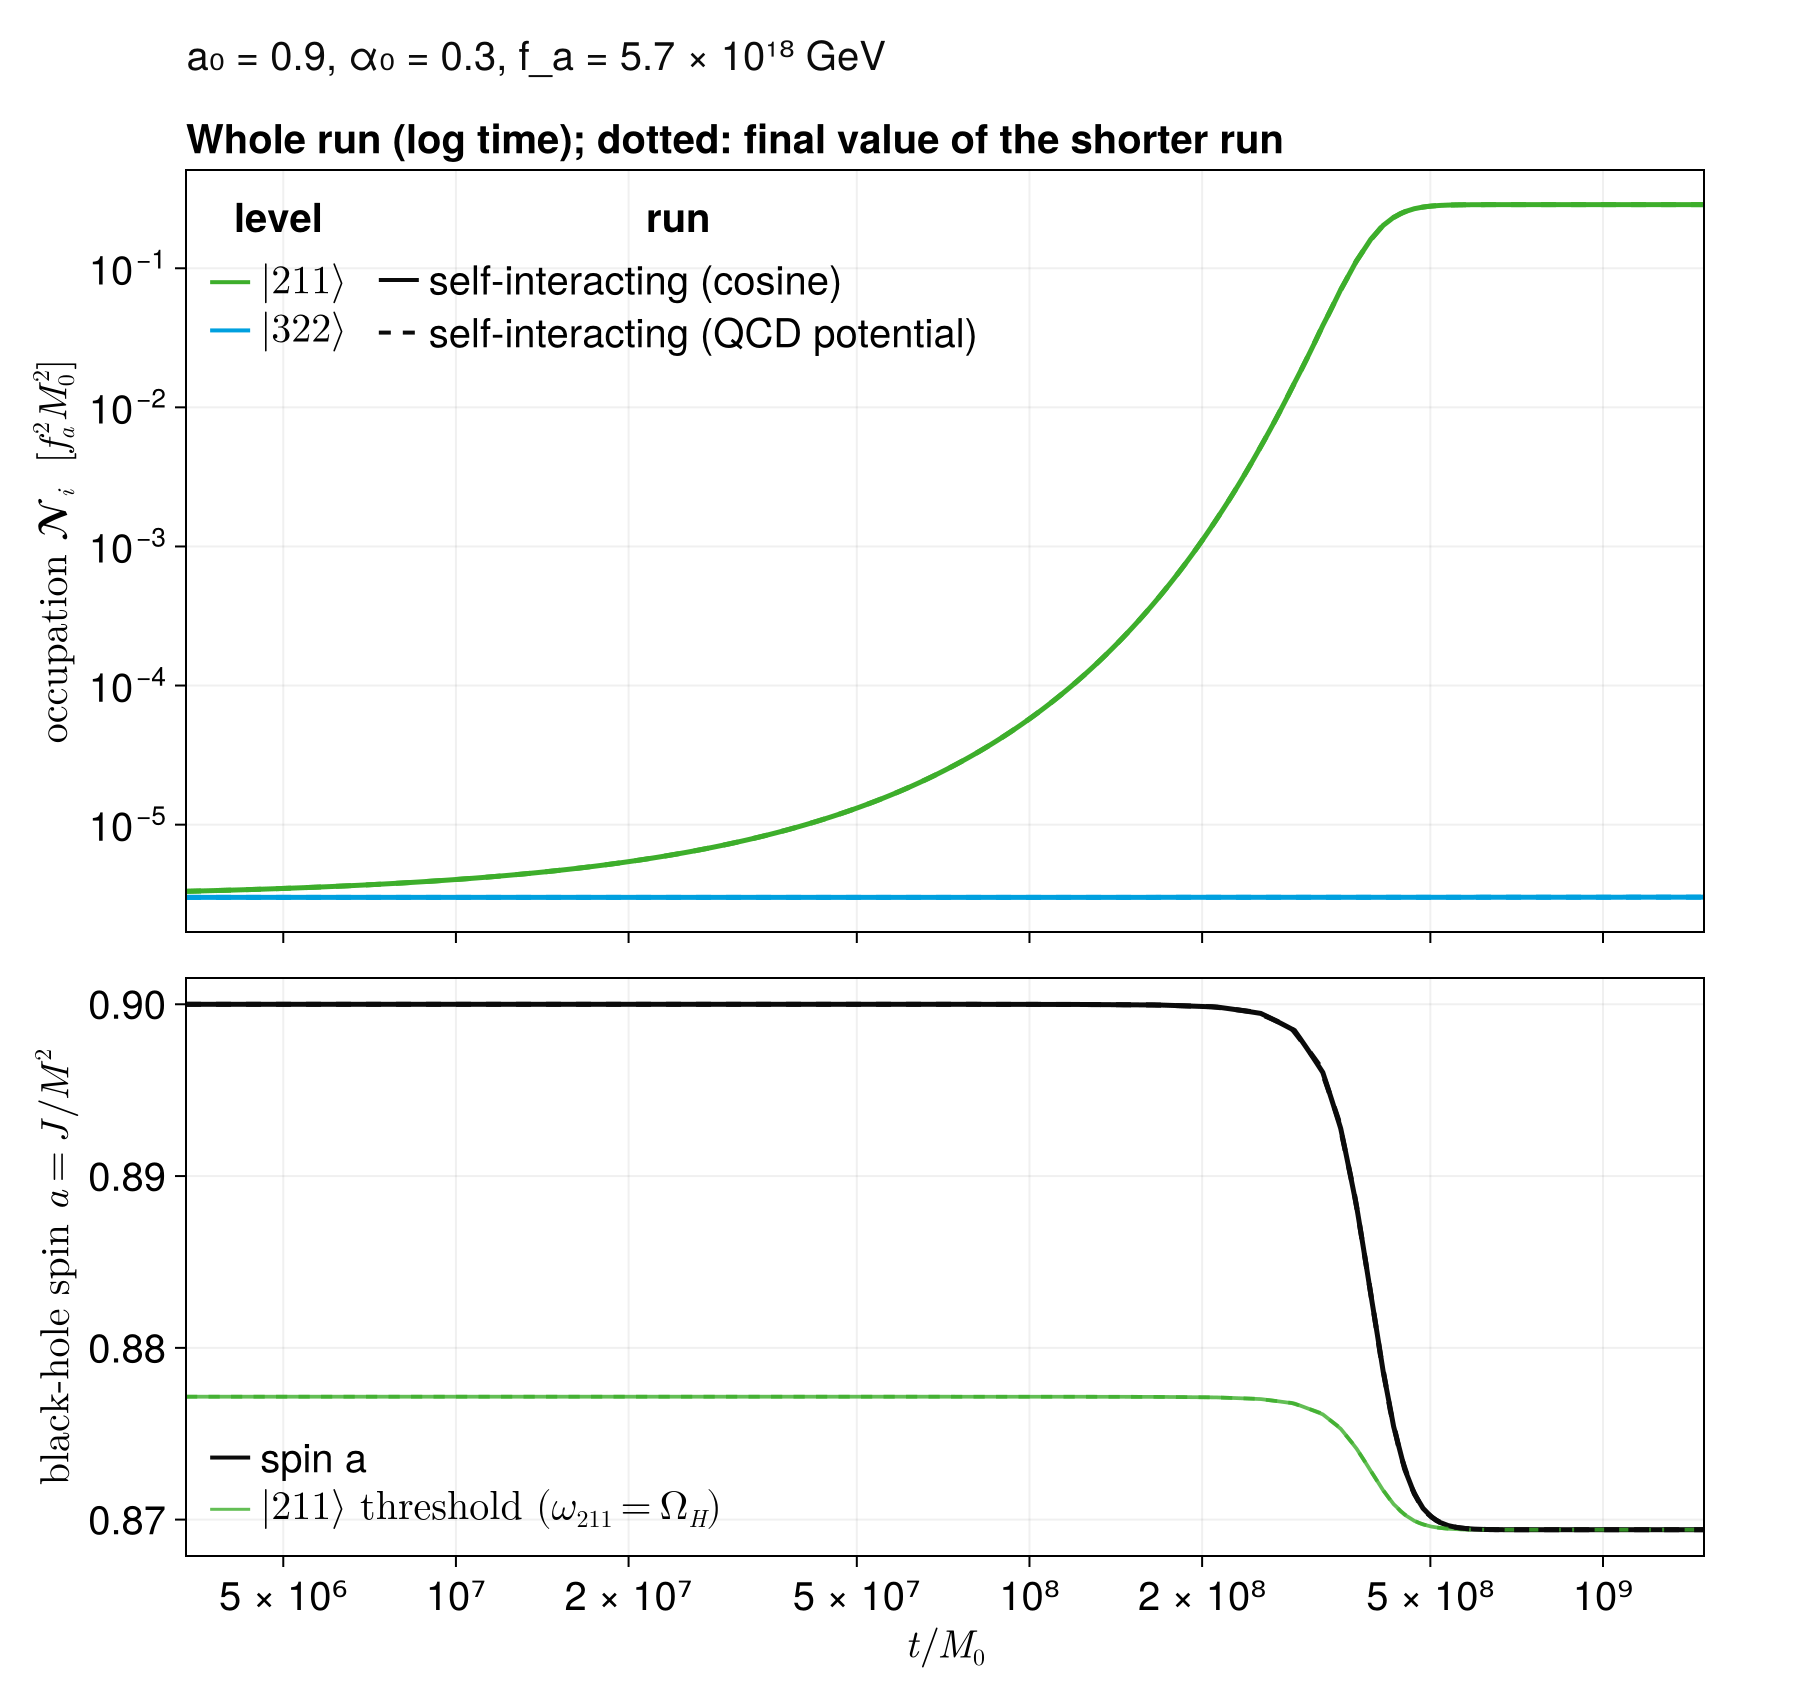 a₀ = 0.9, α₀ = 0.3, f_a = 5.7 × 10¹⁸ GeV
Whole run (log time); dotted: final value of the shorter run
level run
|211⟩ self-interacting (cosine)
|322⟩ self-interacting (QCD potential)
occupation 𝓝ᵢ [f_a²M₀²]
10⁻¹
10⁻²
10⁻³
10⁻⁴
10⁻⁵
black-hole spin a = J/M²
0.90
0.89
0.88
0.87
spin a
|211⟩ threshold (ω₂₁₁ = Ω_H)
5 × 10⁶ 10⁷ 2 × 10⁷ 5 × 10⁷ 10⁸ 2 × 10⁸ 5 × 10⁸ 10⁹
t/M₀